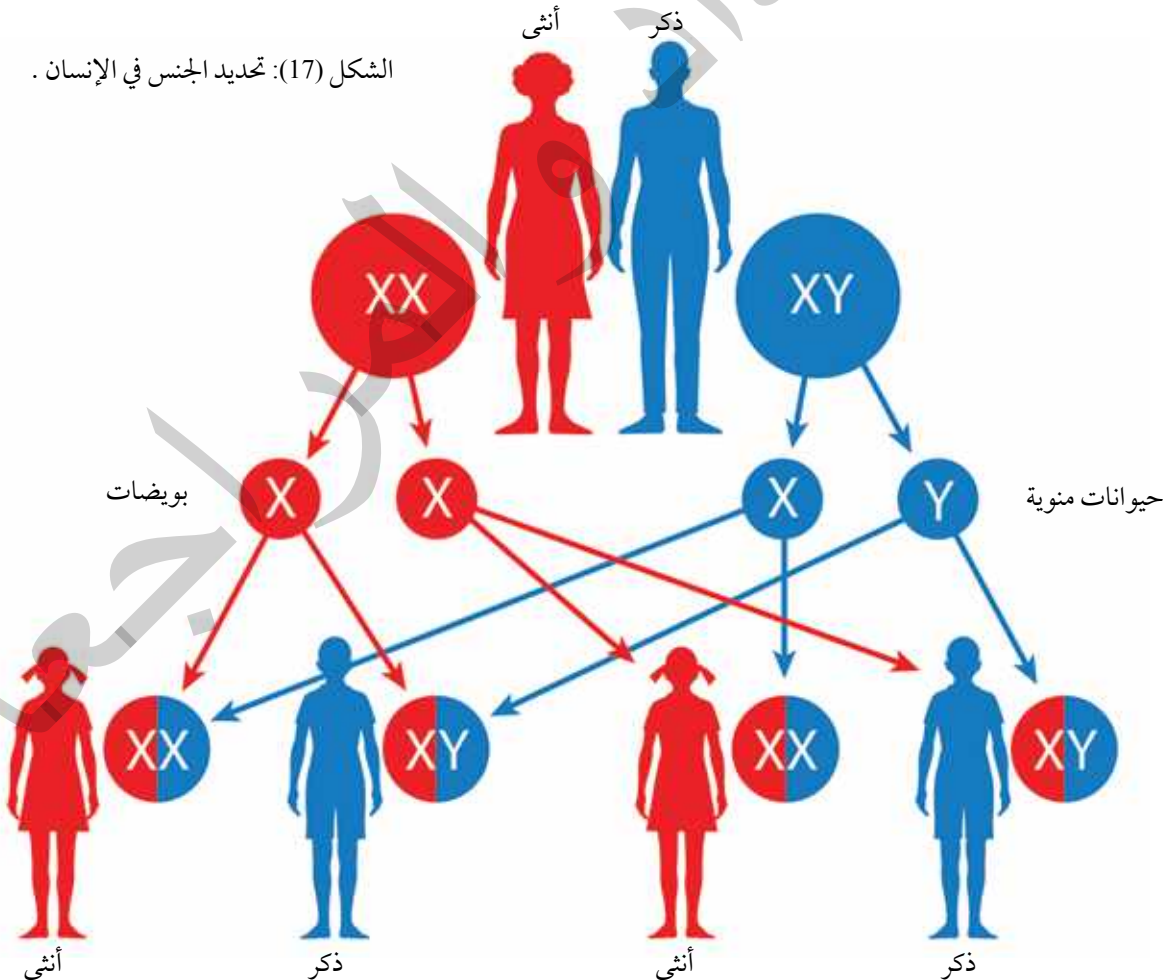 أنثى ذكر
الشكل (17): تحديد الجنس في الإنسان .
XX XY
بويضات X X X Y حيوانات منوية
XX XY XX XY
أنثى ذكر أنثى ذكر